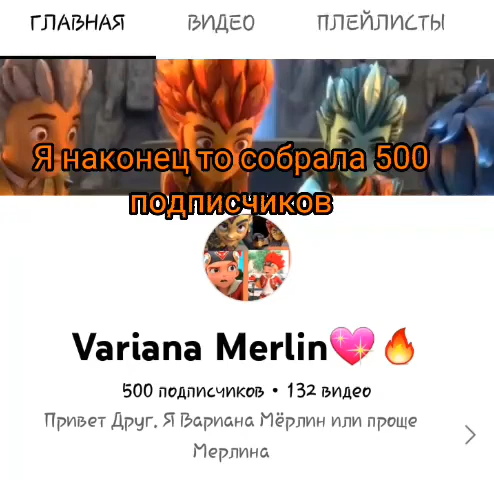 ГЛАВНАЯ ВИДЕО ПЛЕЙЛИСТЫ
Я наконец то собрала 500
подписчиков
Variana Merlin💖🔥
500 подписчиков • 132 видео
Привет Друг. Я Вариана Мёрлин или проще
Мерлина